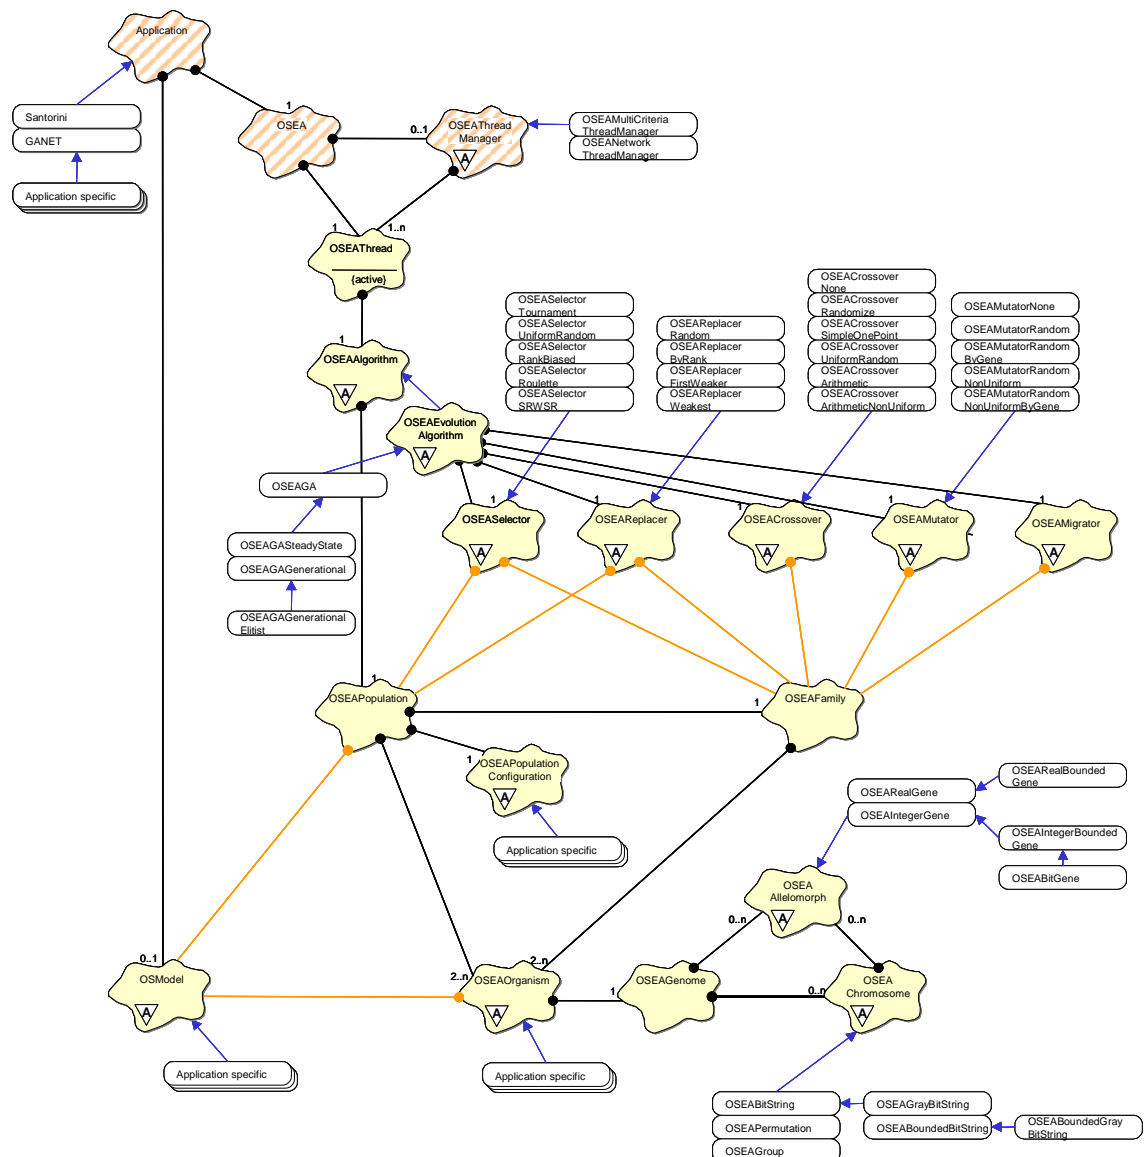 Application
Santorini
GANET
Application specific
1
OSEA
0..1
OSEAThread
Manager
A
OSEAMultiCriteria
ThreadManager
OSEANetwork
ThreadManager
1
1..n
OSEAThread
{active}
1
OSEAAlgorithm
A
OSEAEvolution
Algorithm
A
OSEASelector
Tournament
OSEASelector
UniformRandom
OSEASelector
RankBiased
OSEASelector
Roulette
OSEASelector
SRWSR
OSEAReplacer
Random
OSEAReplacer
ByRank
OSEAReplacer
FirstWeaker
OSEAReplacer
Weakest
OSEACrossover
None
OSEACrossover
Randomize
OSEACrossover
SimpleOnePoint
OSEACrossover
UniformRandom
OSEACrossover
Arithmetic
OSEACrossover
ArithmeticNonUniform
OSEAMutatorNone
OSEAMutatorRandom
OSEAMutatorRandom
ByGene
OSEAMutatorRandom
NonUniform
OSEAMutatorRandom
NonUniformByGene
OSEAGA
OSEAGASteadyState
OSEAGAGenerational
OSEAGAGenerational
Elitist
1
OSEASelector
A
1
OSEAReplacer
A
1
OSEACrossover
A
1
OSEAMutator
A
1
OSEAMigrator
A
1
OSEAPopulation
1
OSEAFamily
1
OSEAPopulation
Configuration
A
Application specific
OSEARealGene
OSEAIntegerGene
OSEARealBounded
Gene
OSEAIntegerBounded
Gene
OSEABitGene
OSEA
Allelomorph
A
0..n
0..n
0..1
OSModel
A
Application specific
2..n
2..n
OSEAOrganism
A
Application specific
1
OSEAGenome
0..n
OSEA
Chromosome
A
OSEABitString
OSEAPermutation
OSEAGroup
OSEAGrayBitString
OSEABoundedBitString
OSEABoundedGray
BitString